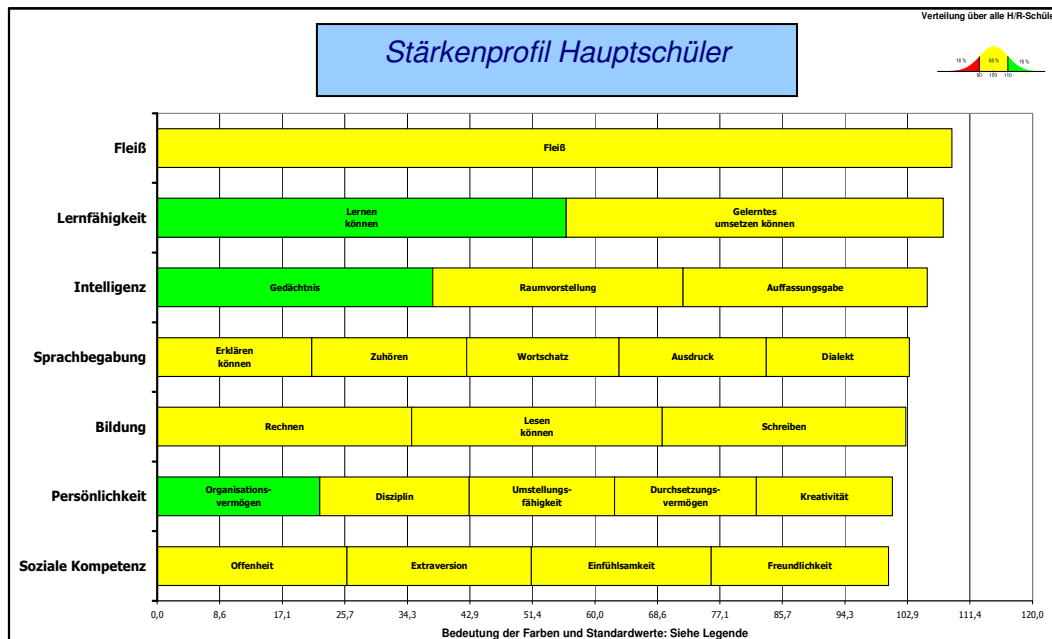 Verteilung über alle H/R-Schüle
Stärkenprofil Hauptschüler
16 %
68 %
16 %
90
100
110
Fleiß
Fleiß
Lernfähigkeit
Lernen
können
Gelerntes
umsetzen können
Intelligenz
Gedächtnis
Raumvorstellung
Auffassungsgabe
Sprachbegabung
Erklären
können
Zuhören
Wortschatz
Ausdruck
Dialekt
Bildung
Rechnen
Lesen
können
Schreiben
Persönlichkeit
Organisations-
vermögen
Disziplin
Umstellungs-
fähigkeit
Durchsetzungs-
vermögen
Kreativität
Soziale Kompetenz
Offenheit
Extraversion
Einfühlsamkeit
Freundlichkeit
0,0 8,6 17,1 25,7 34,3 42,9 51,4 60,0 68,6 77,1 85,7 94,3 102,9 111,4 120,0
Bedeutung der Farben und Standardwerte: Siehe Legende